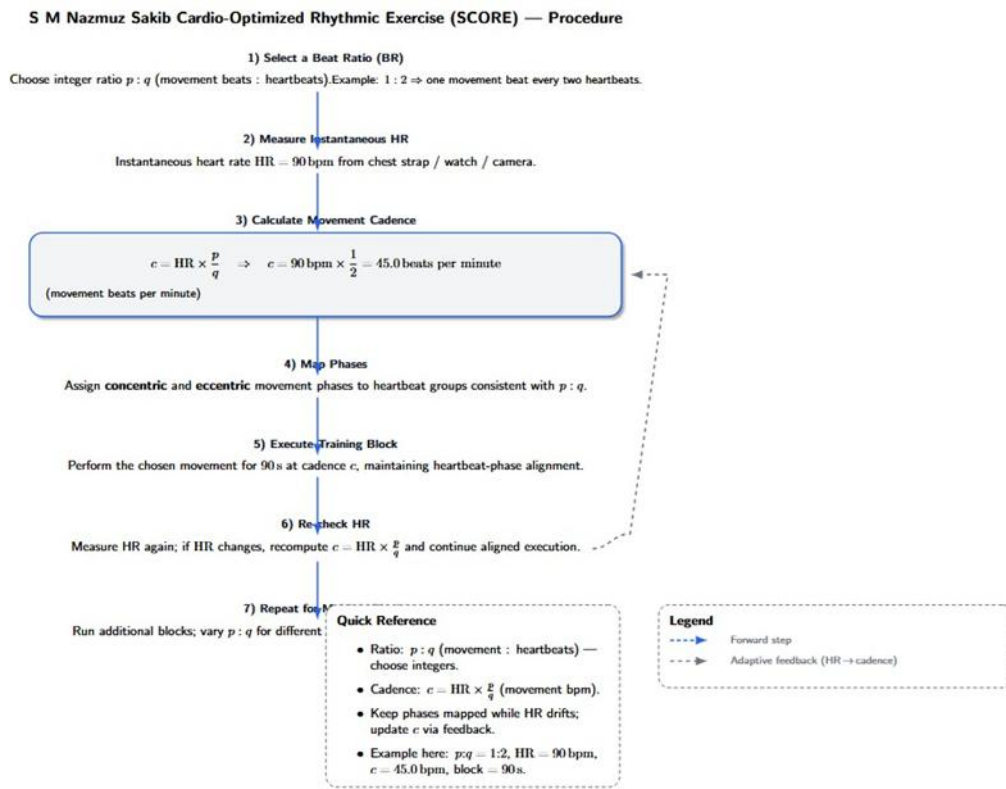 S M Nazmuz Sakib Cardio-Optimized Rhythmic Exercise (SCORE) — Procedure
1) Select a Beat Ratio (BR)
Choose integer ratio p : q (movement beats : heartbeats).Example: 1 : 2 ⇒ one movement beat every two heartbeats.
2) Measure Instantaneous HR
Instantaneous heart rate HR = 90 bpm from chest strap / watch / camera.
3) Calculate Movement Cadence
c = HR × p/q ⇒ c = 90 bpm × 1/2 = 45.0 beats per minute
(movement beats per minute)
4) Map Phases
Assign concentric and eccentric movement phases to heartbeat groups consistent with p : q.
5) Execute Training Block
Perform the chosen movement for 90 s at cadence c, maintaining heartbeat-phase alignment.
6) Re-check HR
Measure HR again; if HR changes, recompute c = HR × p/q and continue aligned execution.
7) Repeat for
Run additional blocks; vary p : q for different
Quick Reference
• Ratio: p : q (movement : heartbeats) —
choose integers.
• Cadence: c = HR × p/q (movement bpm).
• Keep phases mapped while HR drifts;
update c via feedback.
• Example here: p:q = 1:2, HR = 90 bpm,
c = 45.0 bpm, block = 90 s.
Legend
Forward step
Adaptive feedback (HR→cadence)